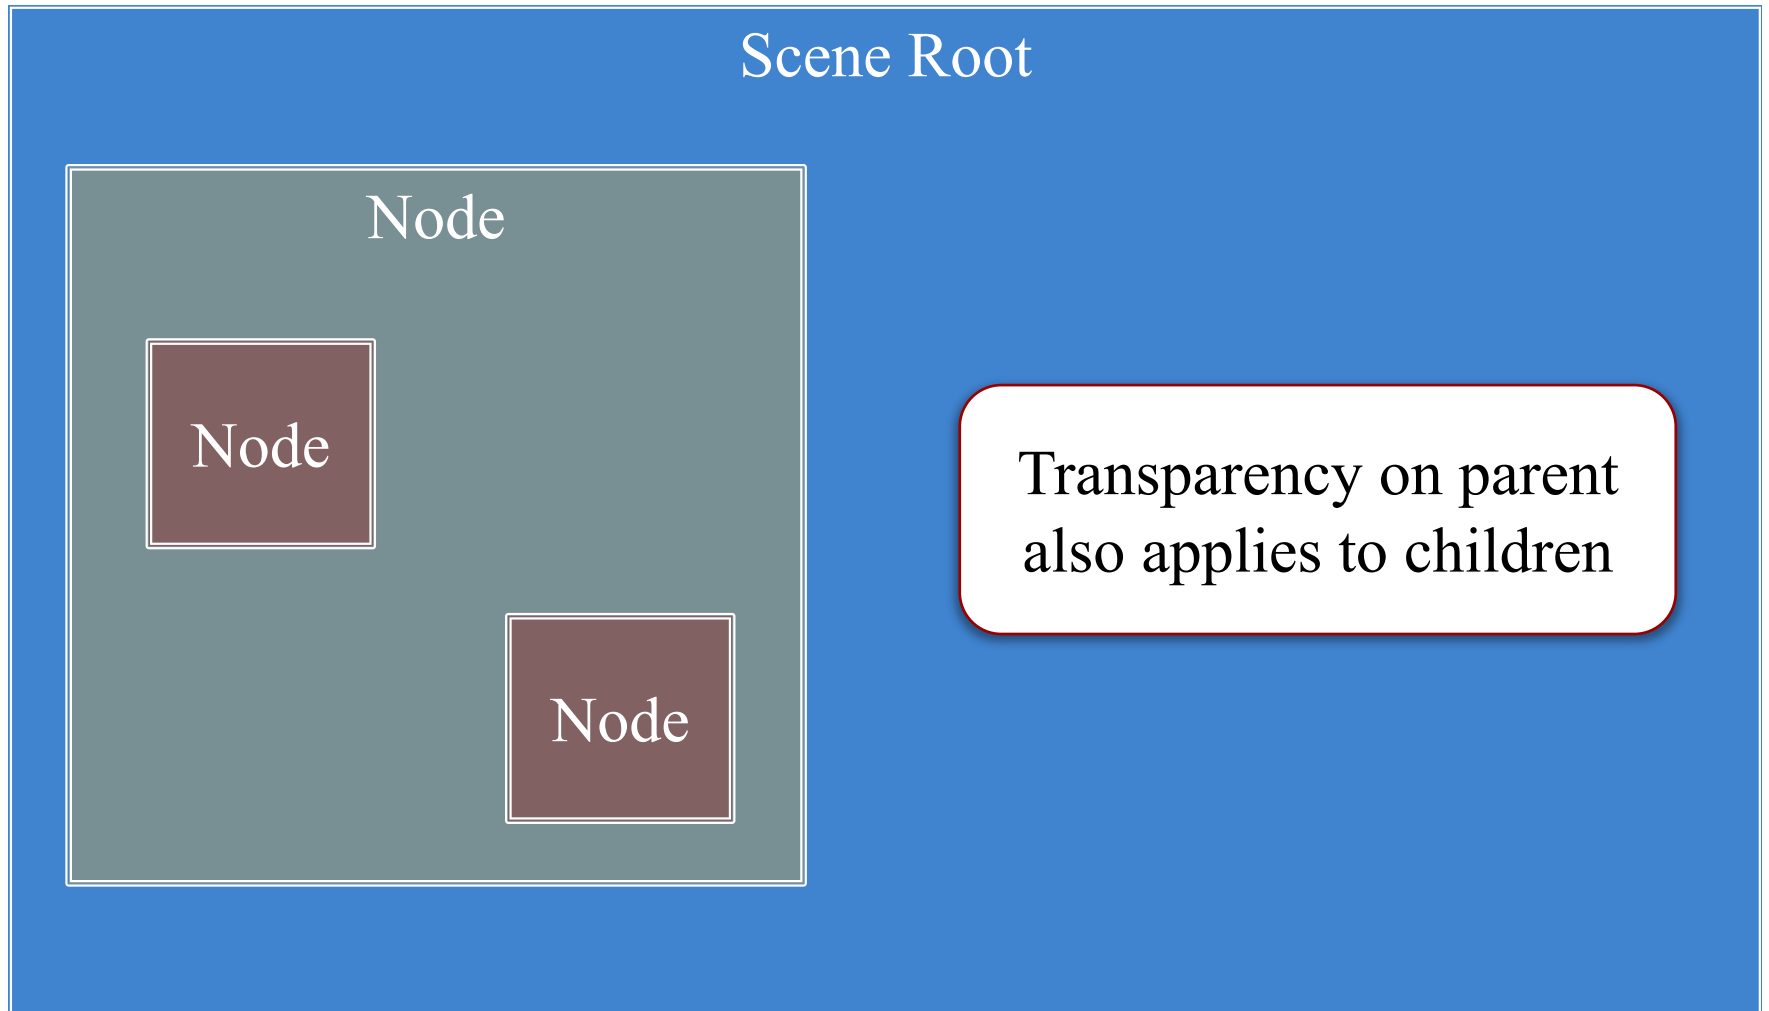 Scene Root
Node
Node
Node
Transparency on parent
also applies to children